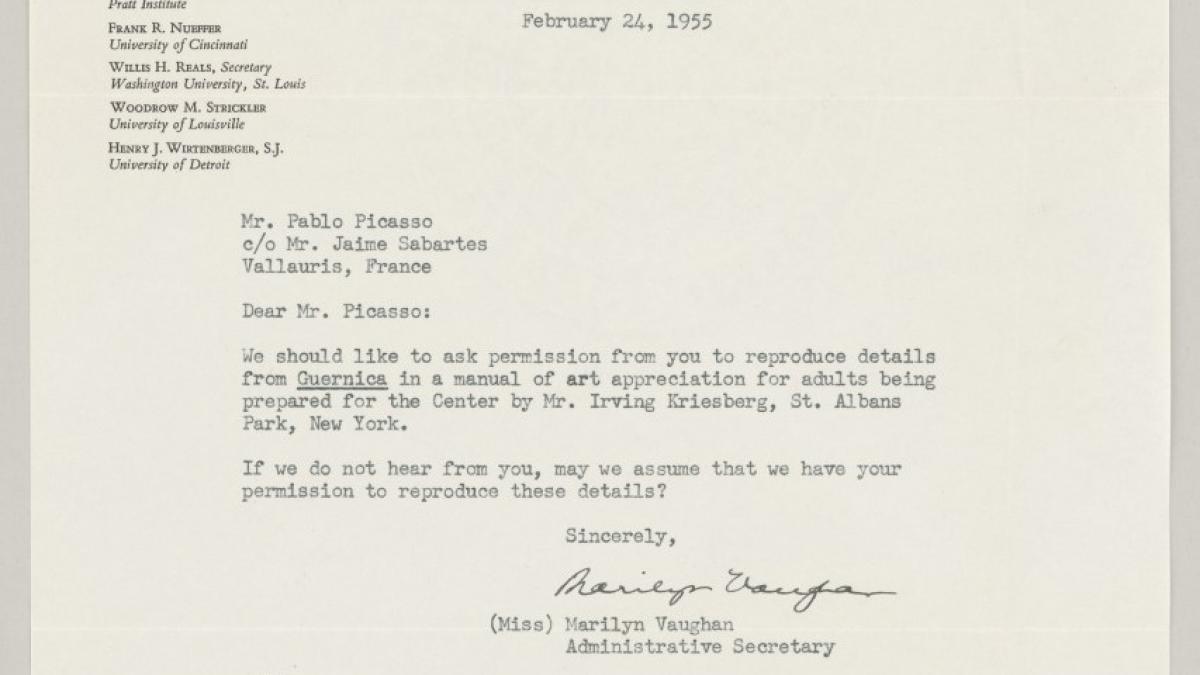 Pratt Institute
FRANK R. NUEFFER
University of Cincinnati
WILLIS H. REALS, Secretary
Washington University, St. Louis
WOODROW M. STRICKLER
University of Louisville
HENRY J. WIRTENBERGER, S.J.
University of Detroit
February 24, 1955
Mr. Pablo Picasso
c/o Mr. Jaime Sabartes
Vallauris, France
Dear Mr. Picasso:
We should like to ask permission from you to reproduce details
from Guernica in a manual of art appreciation for adults being
prepared for the Center by Mr. Irving Kriesberg, St. Albans
Park, New York.
If we do not hear from you, may we assume that we have your
permission to reproduce these details?
Sincerely,
Marilyn Vaughan
(Miss) Marilyn Vaughan
Administrative Secretary